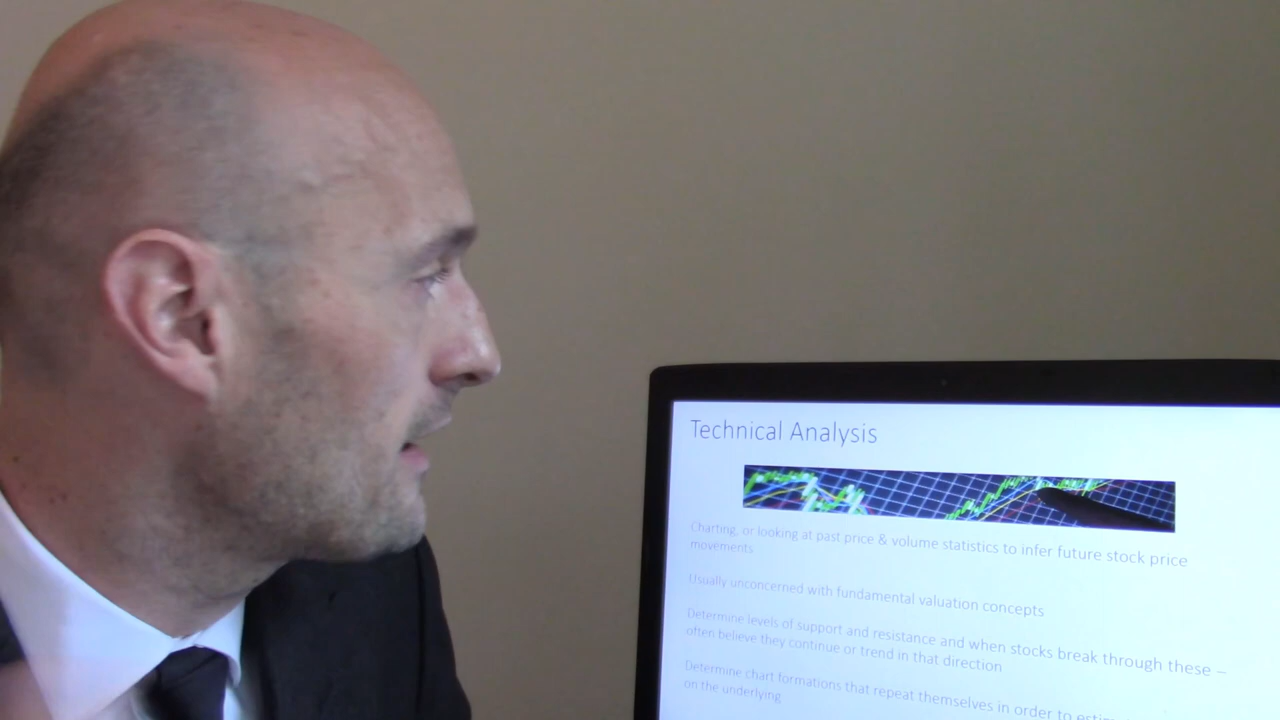 Technical Analysis
Charting, or looking at past price & volume statistics to infer future stock price
movements
Usually unconcerned with fundamental valuation concepts
Determine levels of support and resistance and when stocks break through these –
often believe they continue or trend in that direction
Determine chart formations that repeat themselves in order to
on the underlying